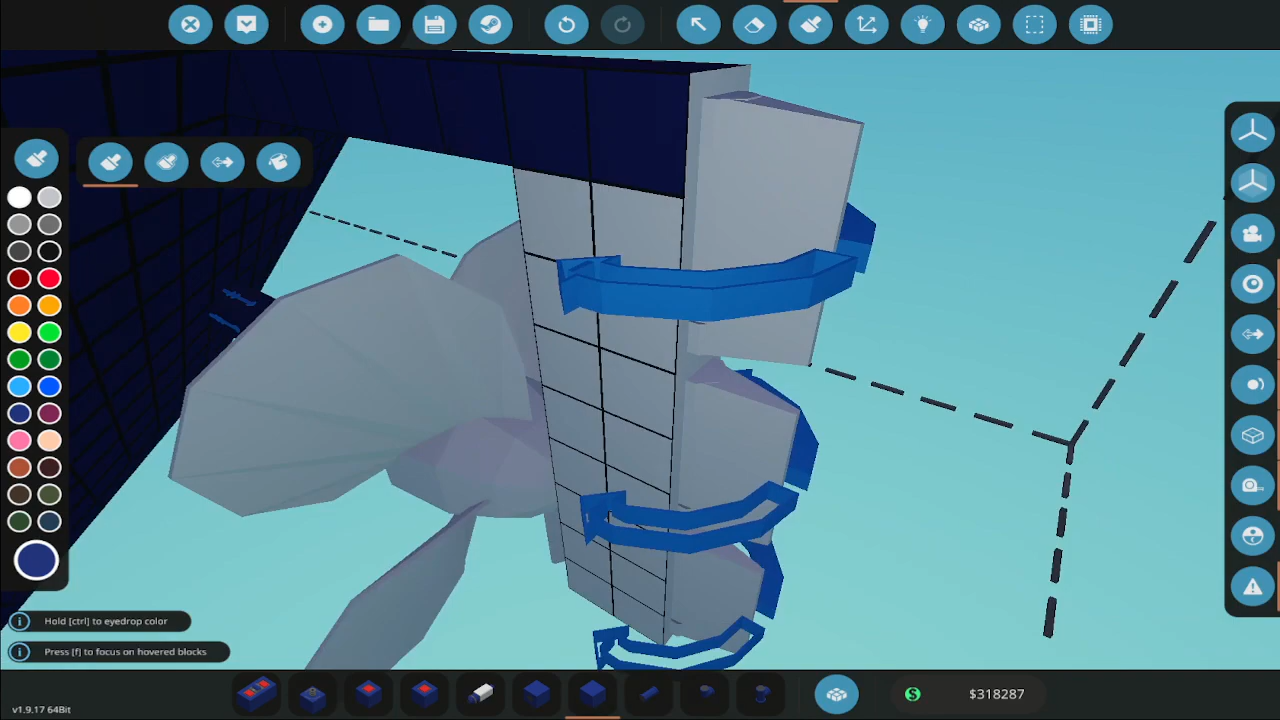 Hold [ctrl] to eyedrop color
Press [f] to focus on hovered blocks
v1.9.17 64Bit
$318287